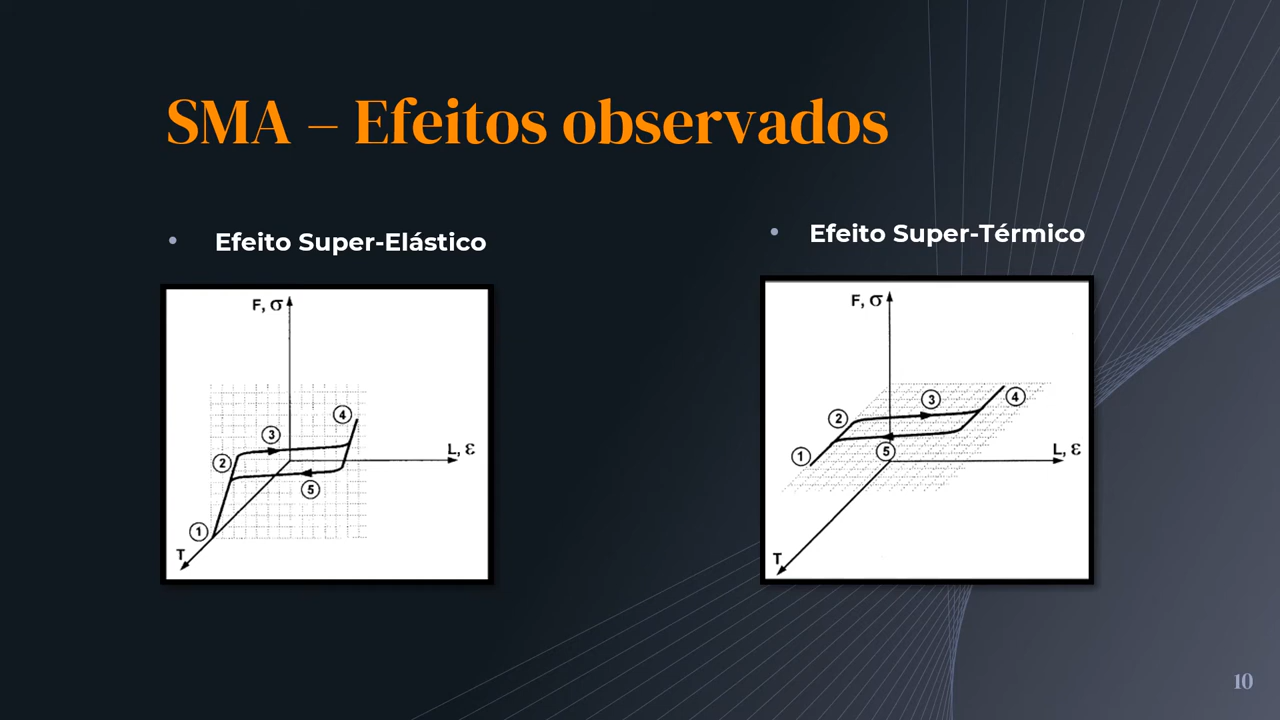 SMA – Efeitos observados
• Efeito Super-Elástico
F, σ
4
3
2
L, ε
5
1
T
• Efeito Super-Térmico
F, σ
3
4
2
1
5
L, ε
T
10